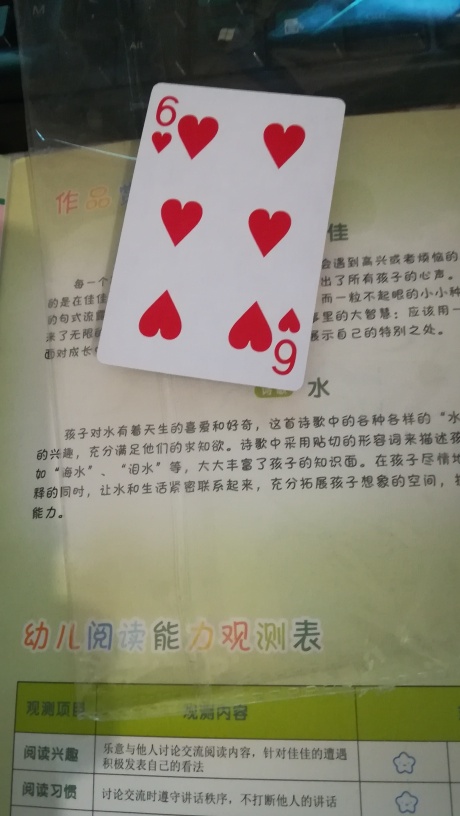 6
作品
佳
会遇到高兴或者烦恼的
每一个
出了所有孩子的心声。
的是在佳佳
而一粒不起眼的小小种
的句式流露
事里的大智慧：应该用一
来了无限
展示自己的特别之处。
面对成长
6
诗歌 水
孩子对水有着天生的喜爱和好奇，这首诗歌中的各种各样的“水
的兴趣，充分满足他们的求知欲。诗歌中采用贴切的形容词来描述孩
如“海水”、“泪水”等，大大丰富了孩子的知识面。在孩子尽情地
释的同时，让水和生活紧密联系起来，充分拓展孩子想象的空间，
能力。
幼儿阅读能力观测表
观测项目 观测内容
阅读兴趣 乐意与他人讨论交流阅读内容，针对佳佳的遭遇
积极发表自己的看法
阅读习惯 讨论交流时遵守讲话秩序，不打断他人的讲话